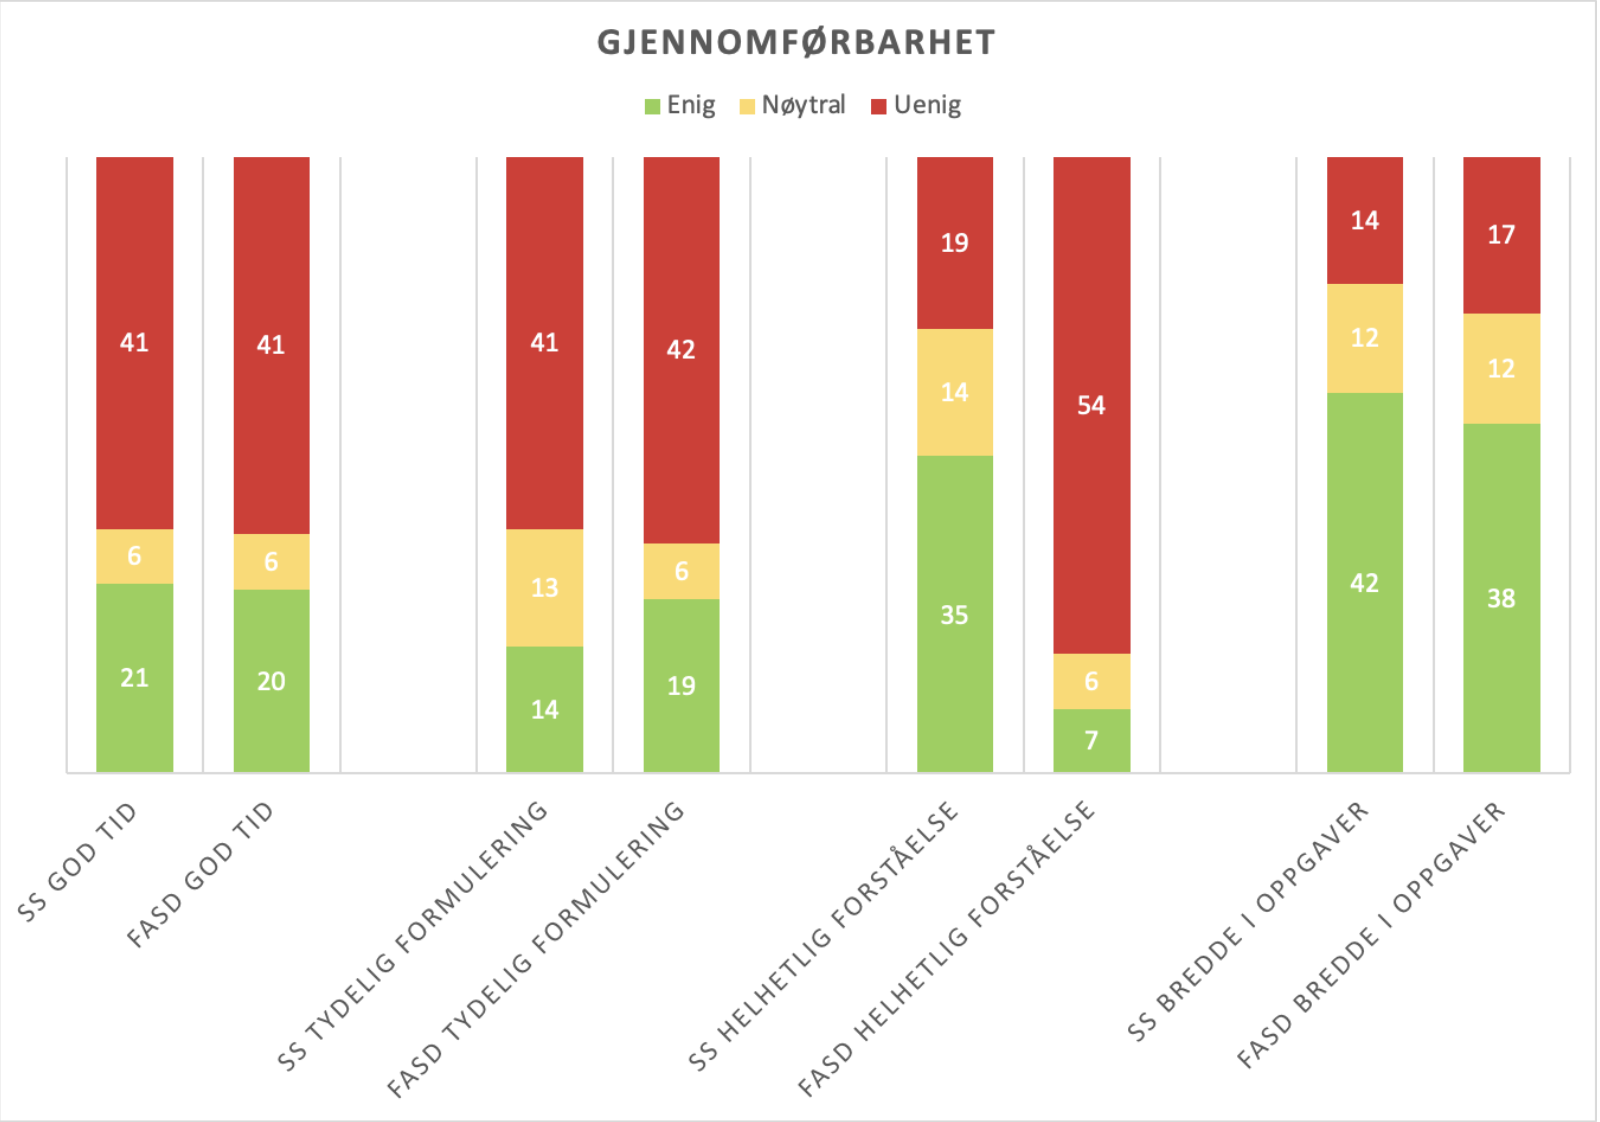 GJENNOMFØRBARHET
Enig Nøytral Uenig
41 41 41 42 19 54 14 17
6 6 13 6 14 6 12 12
21 20 14 19 35 7 42 38
SS GOD TID
FASD GOD TID
SS TYDELIG FORMULERING
FASD TYDELIG FORMULERING
SS HELHETLIG FORSTÅELSE
FASD HELHETLIG FORSTÅELSE
SS BREDDE I OPPGAVER
FASD BREDDE I OPPGAVER